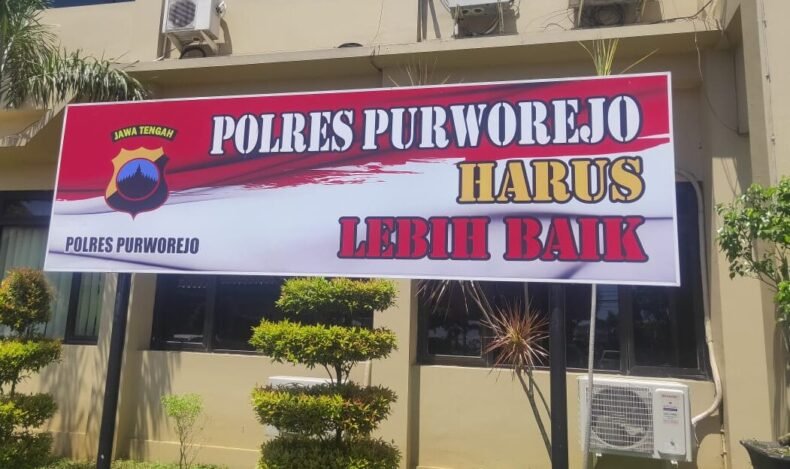 JAWA TENGAH
POLRES PURWOREJO
HARUS
LEBIH BAIK
POLRES PURWOREJO